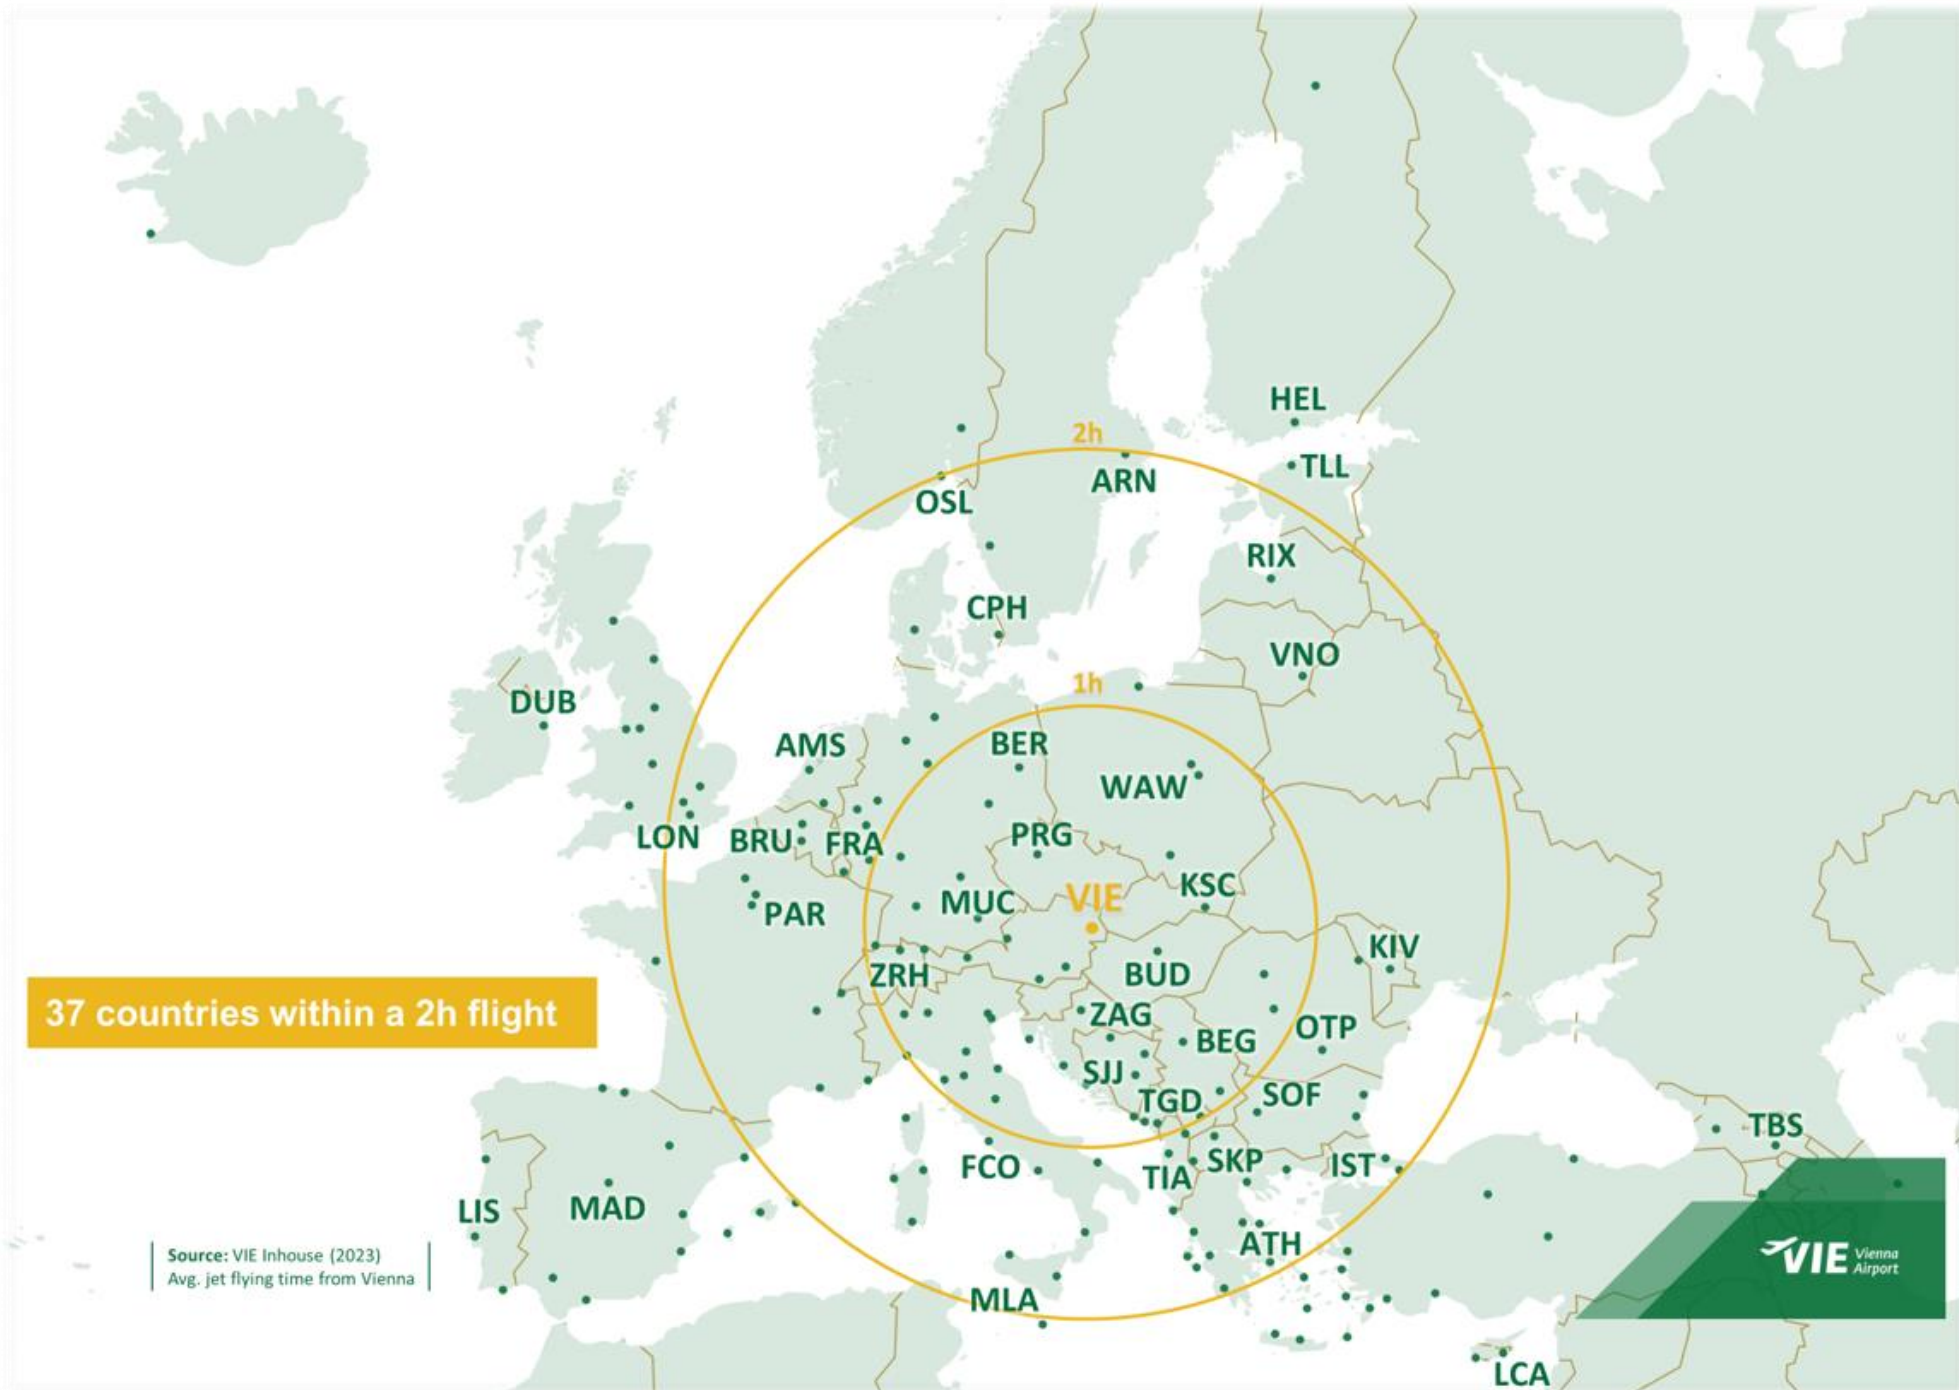 HEL
2h
TLL
ARN
OSL
RIX
CPH
VNO
1h
DUB
AMS
BER
WAW
LON
BRU
FRA
PRG
KSC
VIE
MUC
PAR
KIV
ZRH
BUD
37 countries within a 2h flight
ZAG
OTP
BEG
SJJ
TGD
SOF
TBS
FCO
TIA
SKP
IST
LIS
MAD
ATH
Source: VIE Inhouse (2023)
Avg. jet flying time from Vienna
VIE Vienna
Airport
MLA
LCA